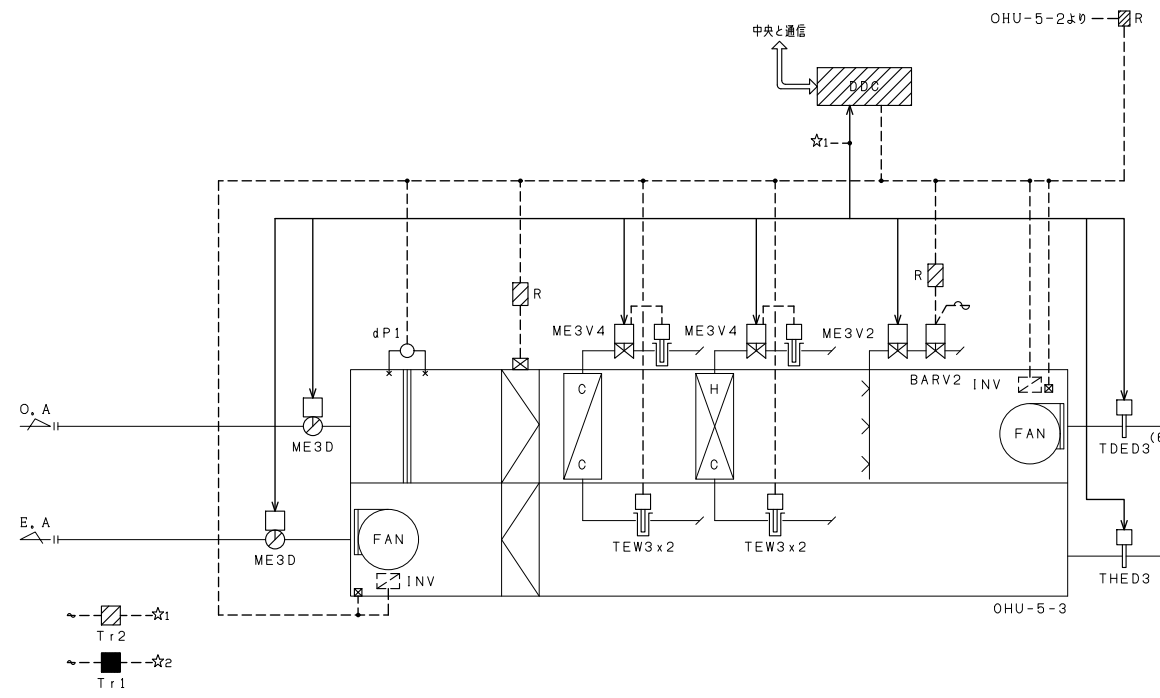 OHU-5-2より
R
中央と通信
DDC
☆1
R
R
dP1
ME3V4
ME3V4
ME3V2
BARV2
INV
C
H
O.A
ME3D
FAN
TDED3
(6
C
C
E.A
ME3D
FAN
INV
TEW3x2
TEW3x2
THED3
OHU-5-3
☆1
Tr2
☆2
Tr1